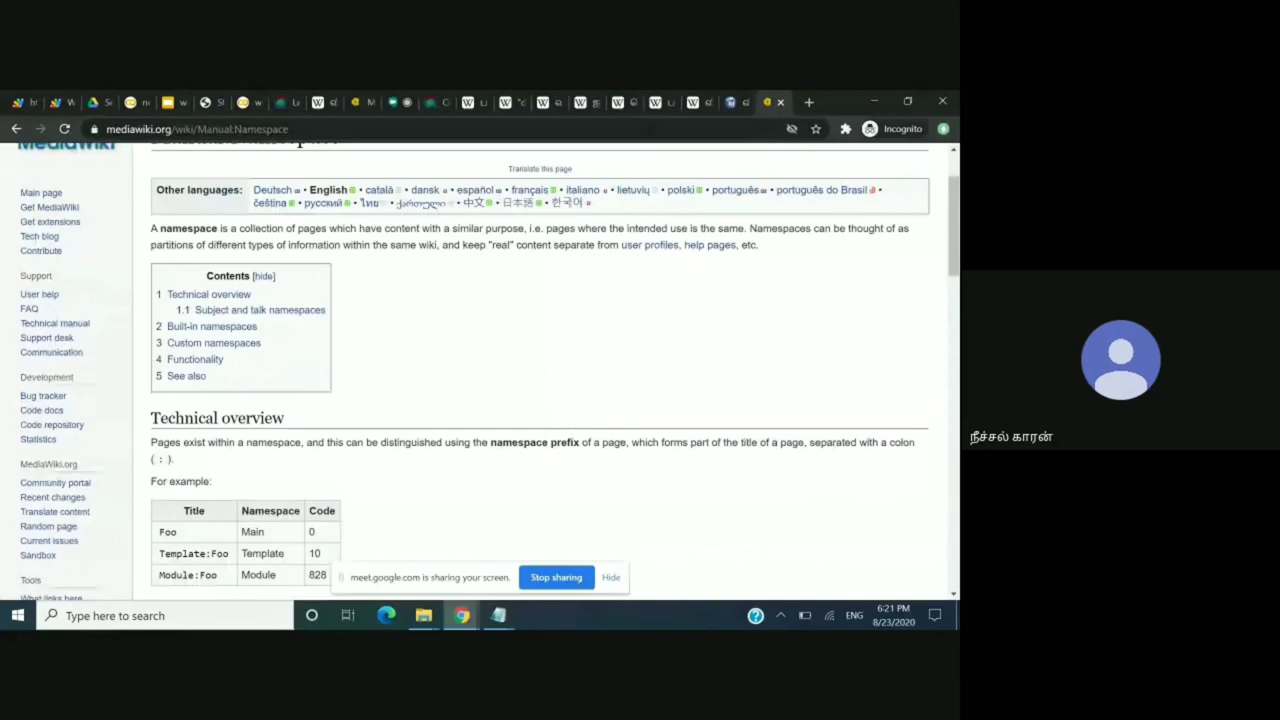 mediawiki.org/wiki/Manual:Namespace
Incognito
MediaWiki
Main page
Get MediaWiki
Get extensions
Tech blog
Contribute
Support
User help
FAQ
Technical manual
Support desk
Communication
Development
Bug tracker
Code docs
Code repository
Statistics
MediaWiki.org
Community portal
Recent changes
Translate content
Random page
Current issues
Sandbox
Tools
What links here
Translate this page
Other languages: Deutsch • English • català • dansk • español • français • italiano • lietuvių • polski • português • português do Brasil •
čeština • русский • ไทย • ქართული • 中文 • 日本語 • 한국어
A namespace is a collection of pages which have content with a similar purpose, i.e. pages where the intended use is the same. Namespaces can be thought of as
partitions of different types of information within the same wiki, and keep "real" content separate from user profiles, help pages, etc.
Contents [hide]
1 Technical overview
1.1 Subject and talk namespaces
2 Built-in namespaces
3 Custom namespaces
4 Functionality
5 See also
Technical overview
Pages exist within a namespace, and this can be distinguished using the namespace prefix of a page, which forms part of the title of a page, separated with a colon
( : ).
For example:
Title Namespace Code
Foo Main 0
Template:Foo Template 10
Module:Foo Module 828
meet.google.com is sharing your screen. Stop sharing Hide
Type here to search
ENG
6:21 PM
8/23/2020
நீச்சல் காரன்